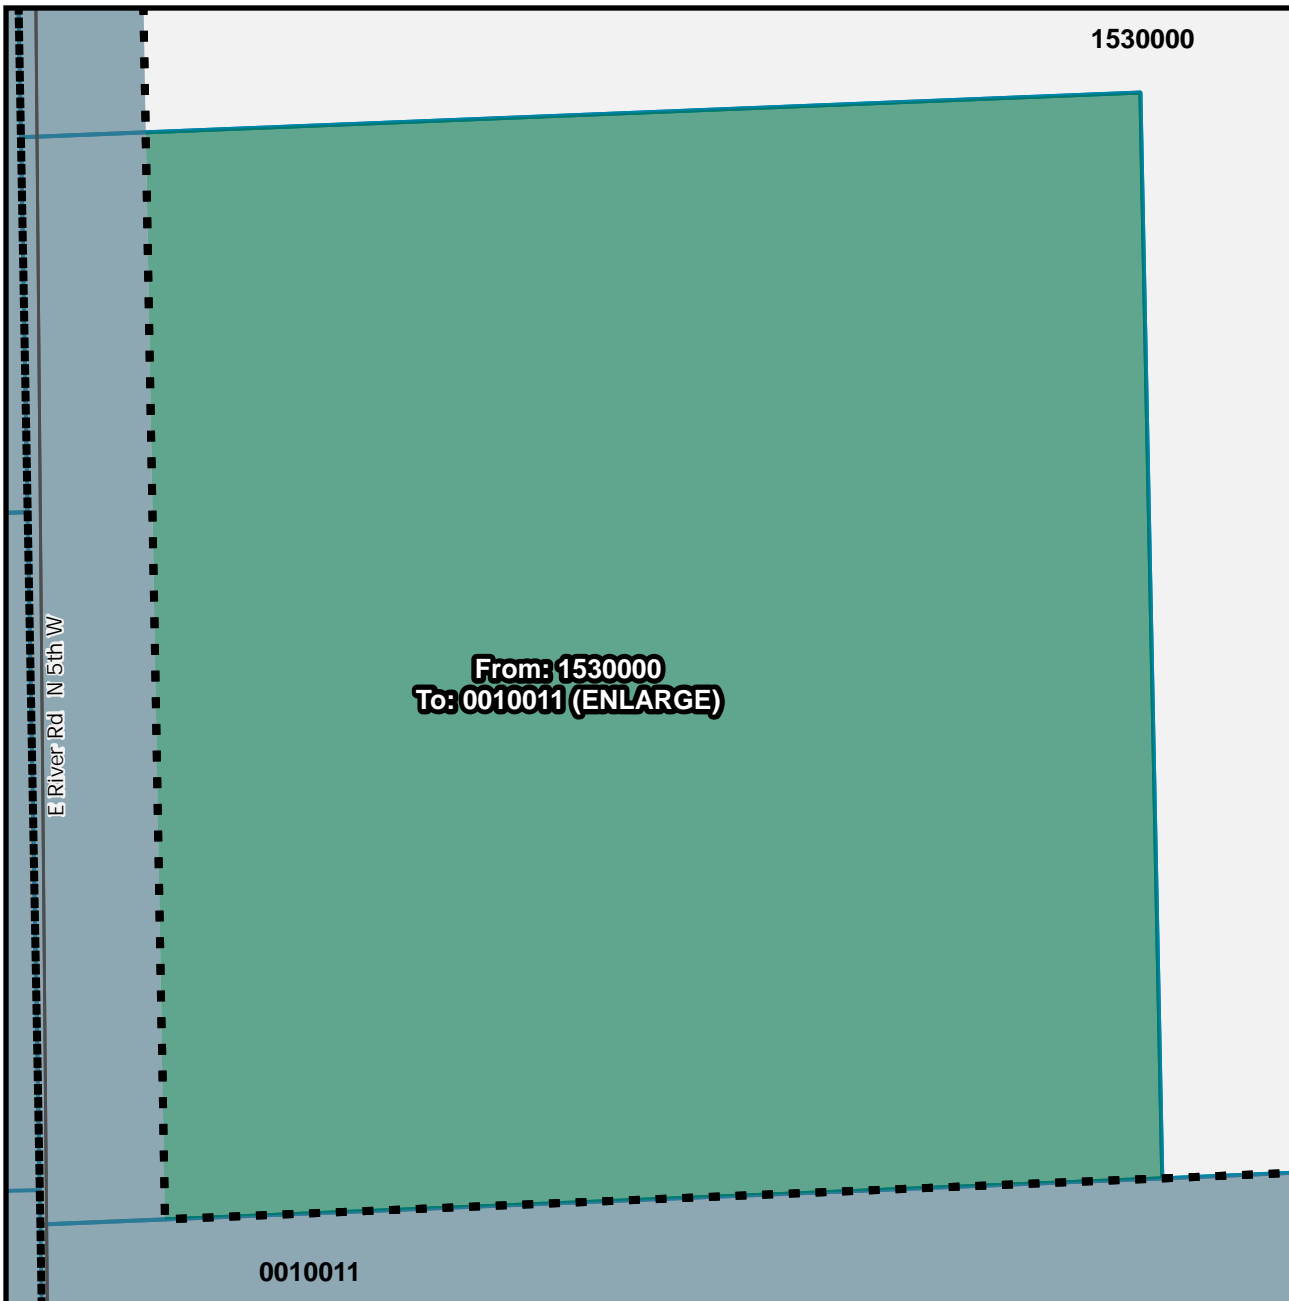 1530000
From: 1530000
To: 0010011 (ENLARGE)
E River Rd N 5th W
0010011